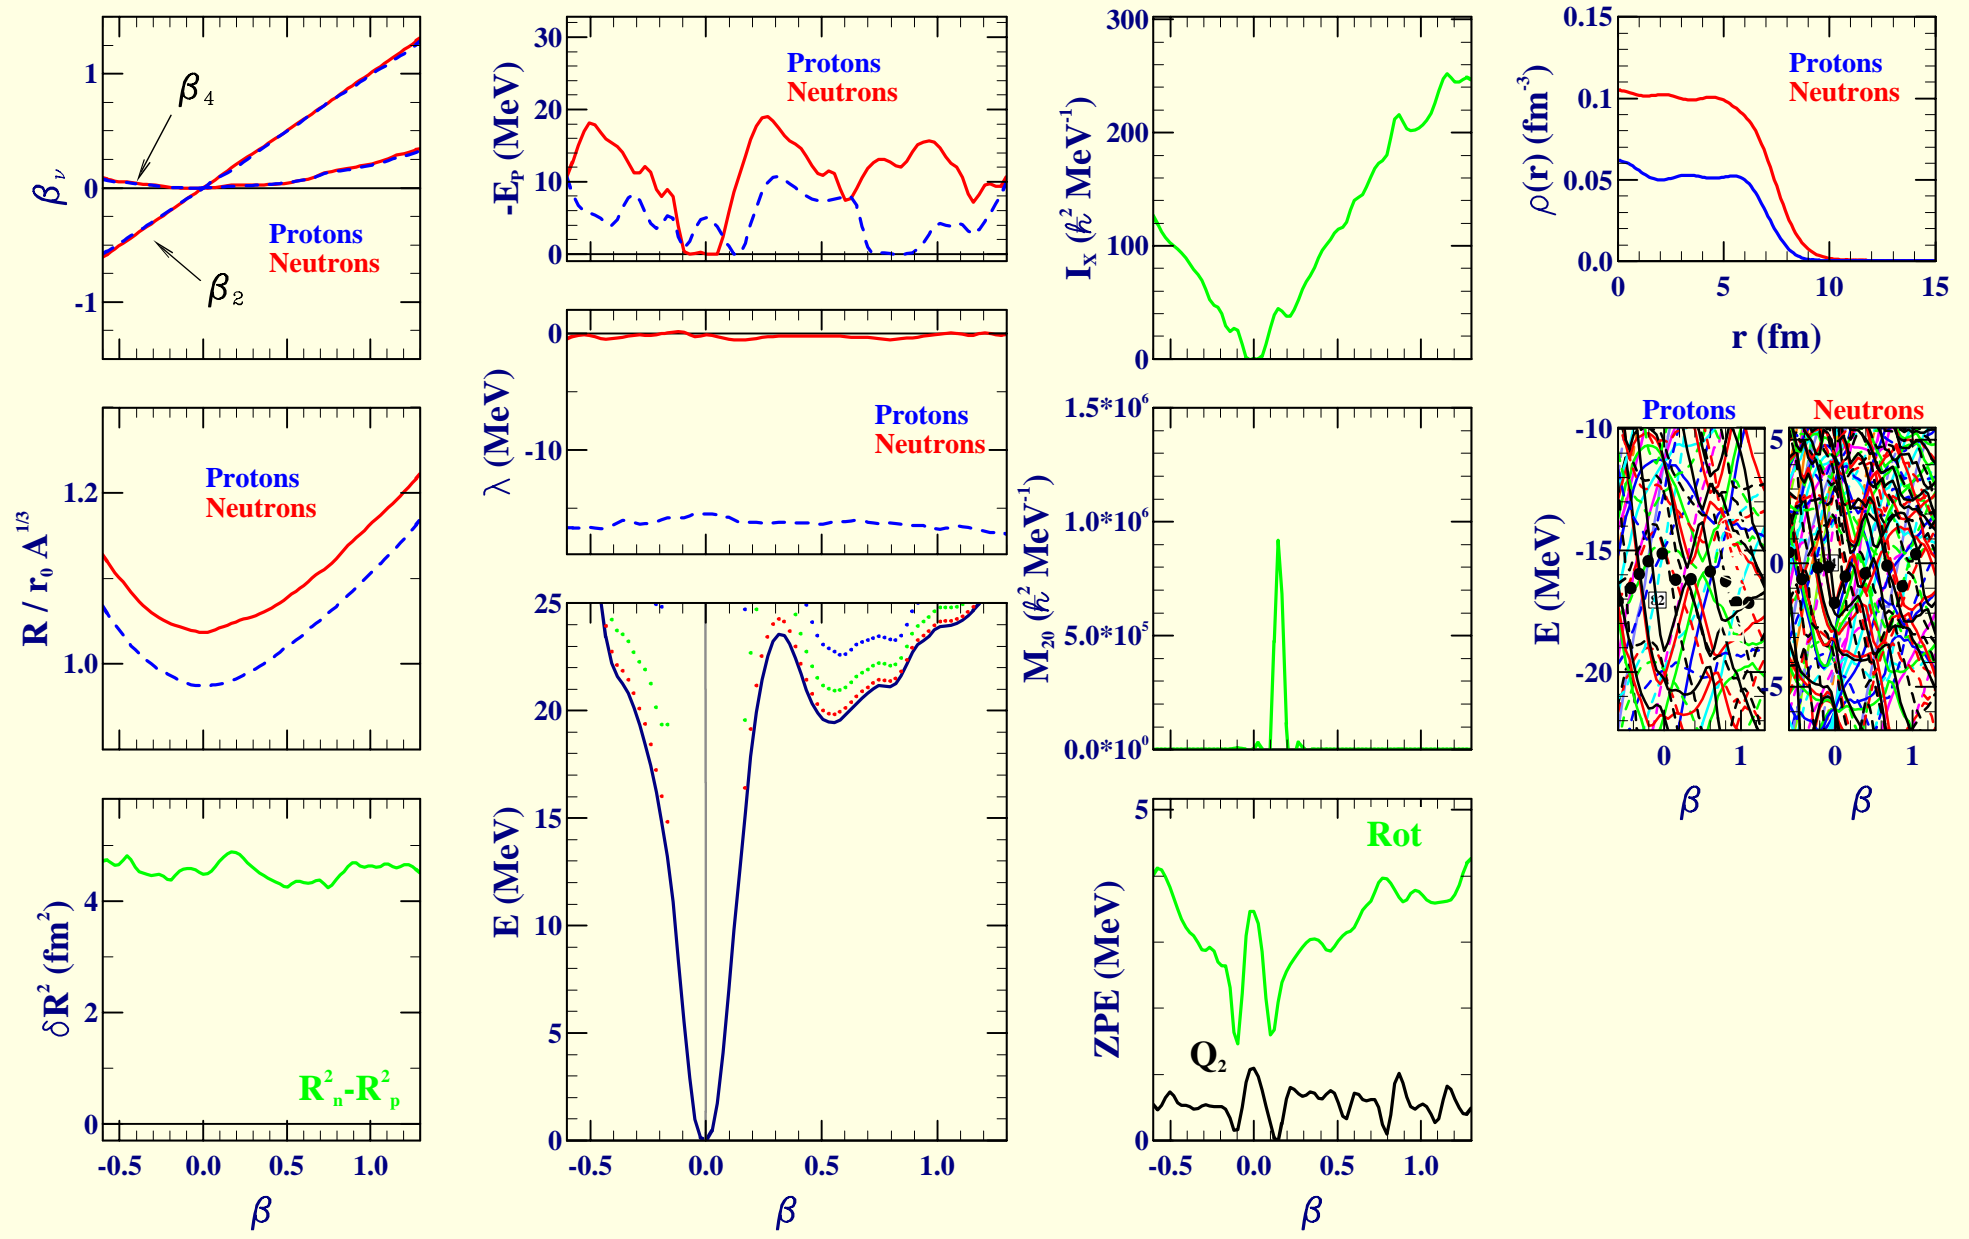 β_ν
1
0
-1
β₄
β₂
Protons
Neutrons
R / r₀ A^1/3
1.2
1.0
Protons
Neutrons
δR² (fm²)
4
2
0
R²ₙ-R²ₚ
-0.5 0.0 0.5 1.0
β
-E_P (MeV)
30
20
10
0
Protons
Neutrons
λ (MeV)
0
-10
Protons
Neutrons
E (MeV)
25
20
15
10
5
0
-0.5 0.0 0.5 1.0
β
I_X (ℏ² MeV⁻¹)
300
200
100
0
M₂₀ (ℏ² MeV⁻¹)
1.5*10⁶
1.0*10⁶
5.0*10⁵
0.0*10⁰
ZPE (MeV)
5
0
Rot
Q₂
-0.5 0.0 0.5 1.0
β
ρ(r) (fm⁻³)
0.15
0.1
0.05
0.0
Protons
Neutrons
0 5 10 15
r (fm)
Protons Neutrons
E (MeV)
-10
-15
-20
5
0
-5
82
0 1 0 1
β β